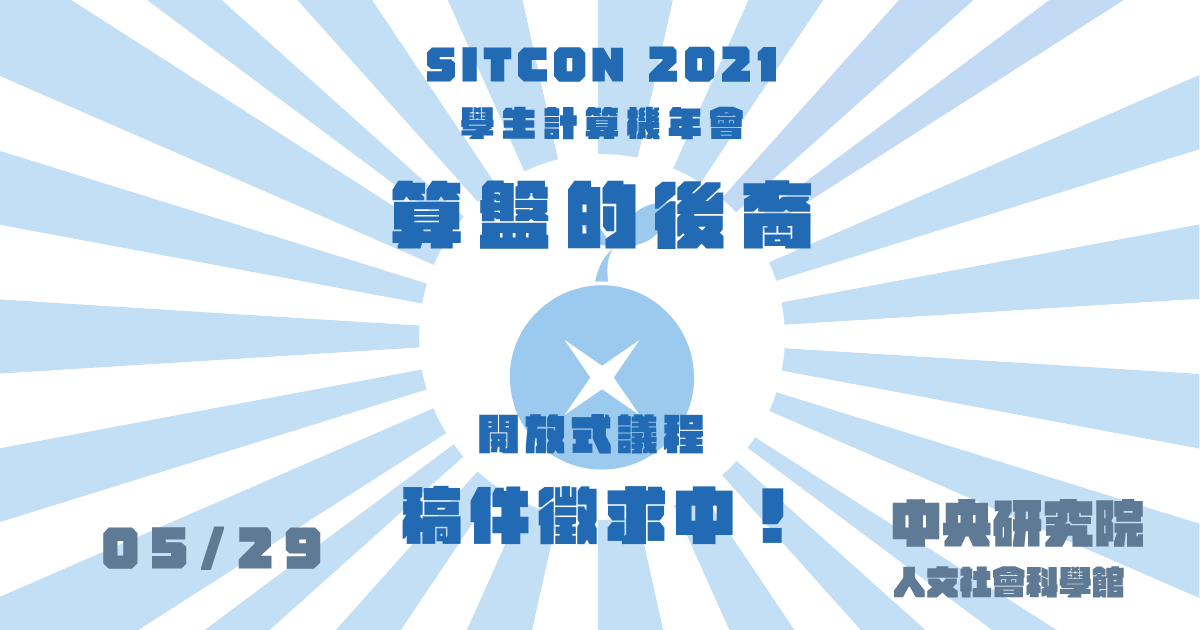 SITCON 2021
學生計算機年會
算盤的後裔
開放式議程
稿件徵求中！
05/29
中央研究院
人文社會科學館